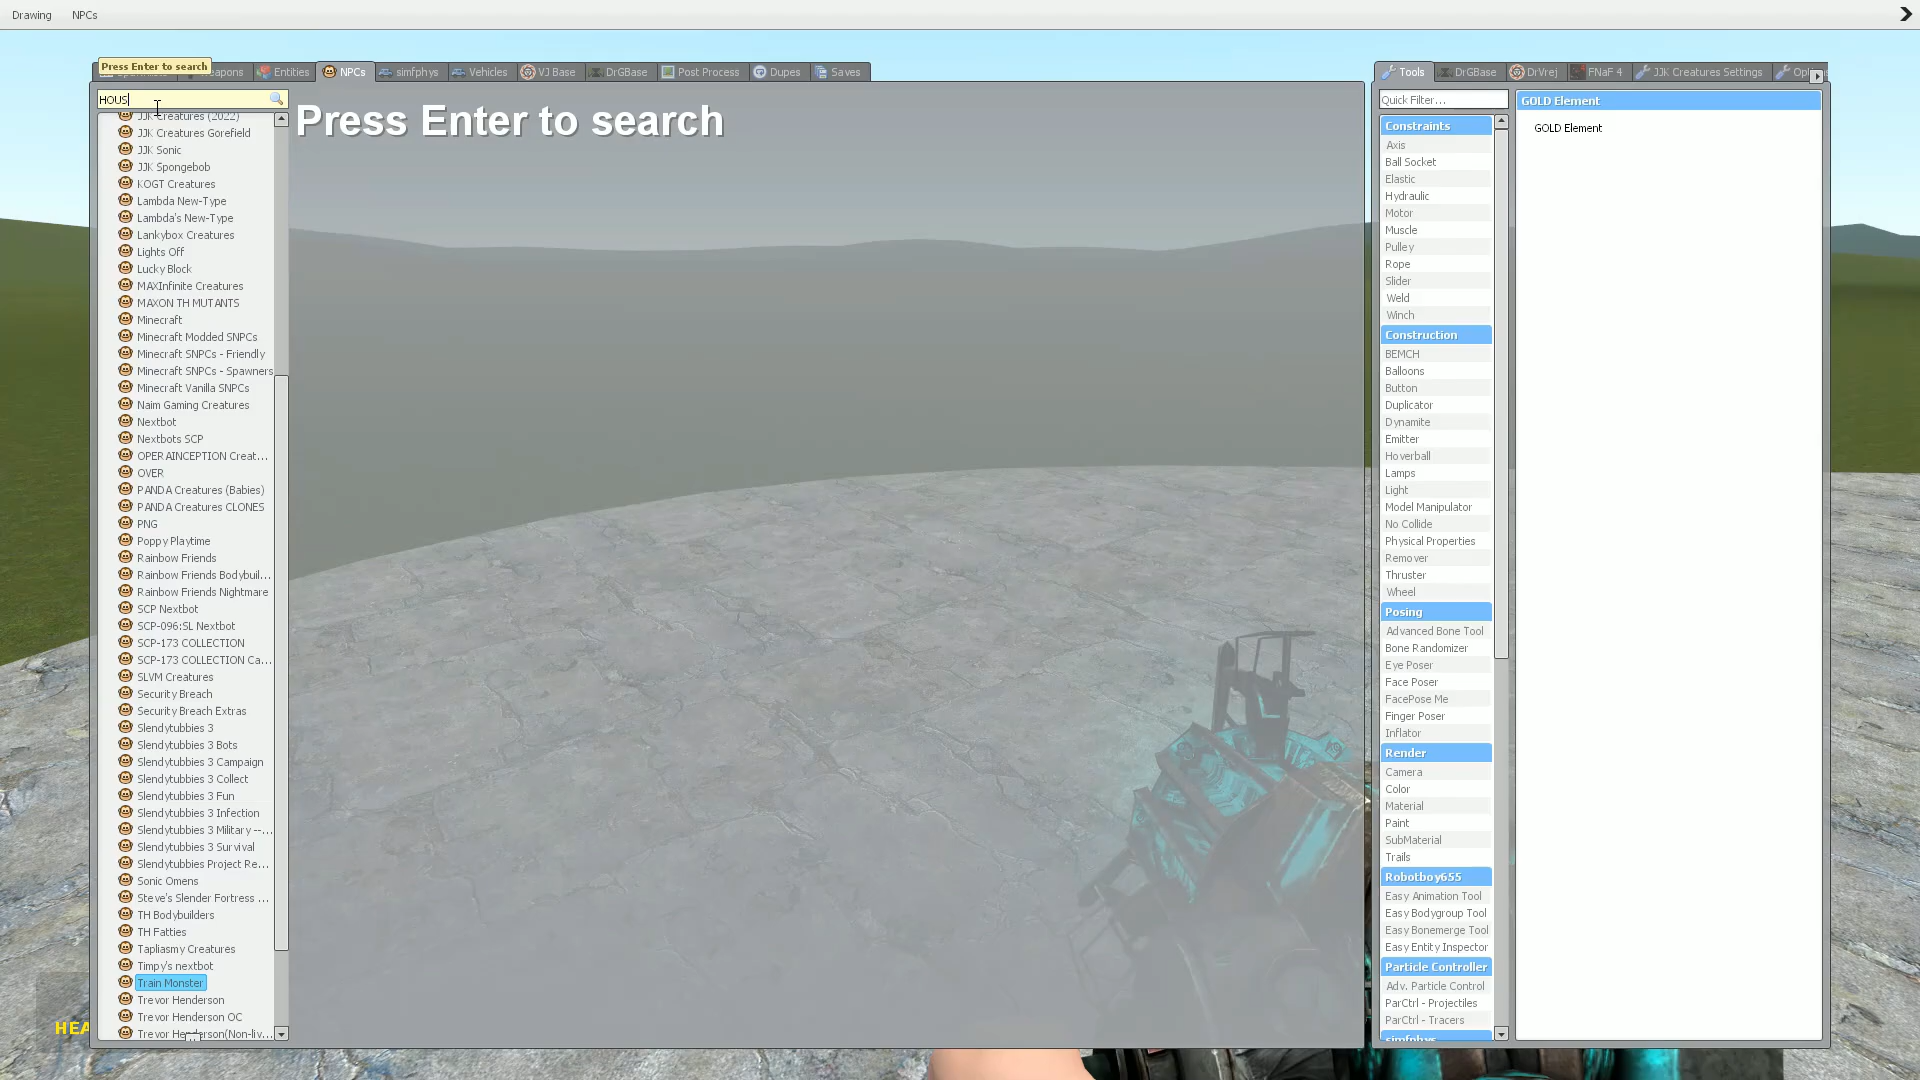 Drawing
NPCs
Press Enter to search
Entities
NPCs
simfphys
Vehicles
VJ Base
DrGBase
Post Process
Dupes
Saves
Tools
DrGBase
DrVrej
FNaF 4
JJK Creatures Settings
HOUS
Press Enter to search
JJK Creatures (2022)
JJK Creatures Gorefield
JJK Sonic
JJK Spongebob
KOGT Creatures
Lambda New-Type
Lambda's New-Type
Lankybox Creatures
Lights Off
Lucky Block
MAXInfinite Creatures
MAXON TH MUTANTS
Minecraft
Minecraft Modded SNPCs
Minecraft SNPCs - Friendly
Minecraft SNPCs - Spawners
Minecraft Vanilla SNPCs
Naim Gaming Creatures
Nextbot
Nextbots SCP
OPERAINCEPTION Creat...
OVER
PANDA Creatures (Babies)
PANDA Creatures CLONES
PNG
Poppy Playtime
Rainbow Friends
Rainbow Friends Bodybuil...
Rainbow Friends Nightmare
SCP Nextbot
SCP-096:SL Nextbot
SCP-173 COLLECTION
SCP-173 COLLECTION Ca...
SLVM Creatures
Security Breach
Security Breach Extras
Slendytubbies 3
Slendytubbies 3 Bots
Slendytubbies 3 Campaign
Slendytubbies 3 Collect
Slendytubbies 3 Fun
Slendytubbies 3 Infection
Slendytubbies 3 Military --...
Slendytubbies 3 Survival
Slendytubbies Project Re...
Sonic Omens
Steve's Slender Fortress ...
TH Bodybuilders
TH Fatties
Tapliasmy Creatures
Timpy's nextbot
Train Monster
Trevor Henderson
Trevor Henderson OC
Trevor Henderson(Non-liv...
Quick Filter...
Constraints
Axis
Ball Socket
Elastic
Hydraulic
Motor
Muscle
Pulley
Rope
Slider
Weld
Winch
Construction
BEMCH
Balloons
Button
Duplicator
Dynamite
Emitter
Hoverball
Lamps
Light
Model Manipulator
No Collide
Physical Properties
Remover
Thruster
Wheel
Posing
Advanced Bone Tool
Bone Randomizer
Eye Poser
Face Poser
FacePose Me
Finger Poser
Inflator
Render
Camera
Color
Material
Paint
SubMaterial
Trails
Robotboy655
Easy Animation Tool
Easy Bodygroup Tool
Easy Bonemerge Tool
Easy Entity Inspector
Particle Controller
Adv. Particle Control
ParCtrl - Projectiles
ParCtrl - Tracers
simfphys
GOLD Element
GOLD Element
HEA